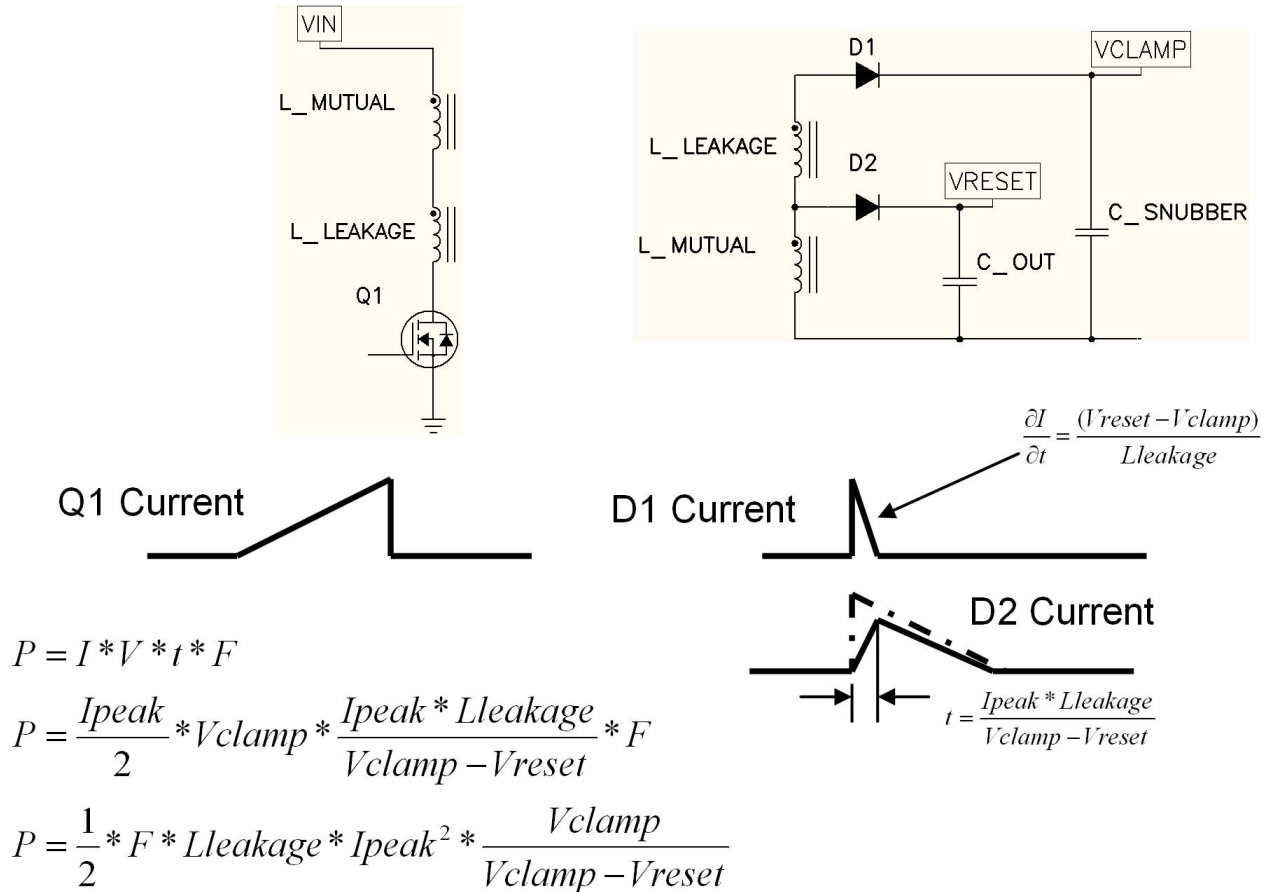 VIN
L_MUTUAL
L_LEAKAGE
Q1
D1
VCLAMP
L_LEAKAGE
D2
VRESET
C_SNUBBER
L_MUTUAL
C_OUT
∂I/∂t = (Vreset − Vclamp)/Lleakage
Q1 Current
D1 Current
D2 Current
t = Ipeak * Lleakage/Vclamp − Vreset
P = I * V * t * F
P = Ipeak/2 * Vclamp * Ipeak * Lleakage/Vclamp − Vreset * F
P = 1/2 * F * Lleakage * Ipeak² * Vclamp/Vclamp − Vreset